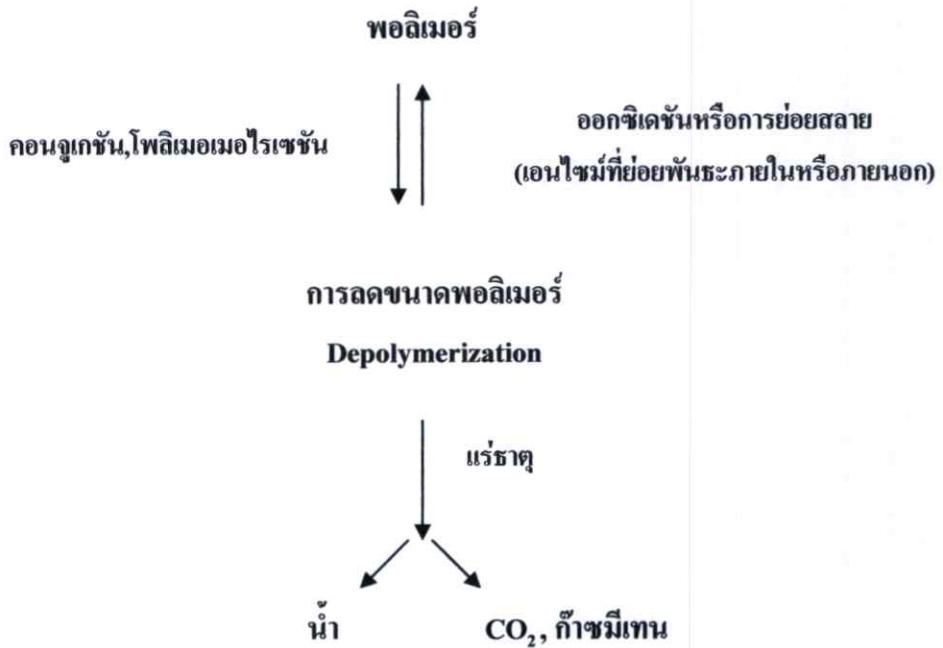 พอลิเมอร์
คอนจูเกชัน,โพลิเมอเมอไรเซชัน
ออกซิเดชันหรือการย่อยสลาย
(เอนไซม์ที่ย่อยพันธะภายในหรือภายนอก)
การลดขนาดพอลิเมอร์
Depolymerization
แร่ธาตุ
น้ำ
CO₂, ก๊าซมีเทน